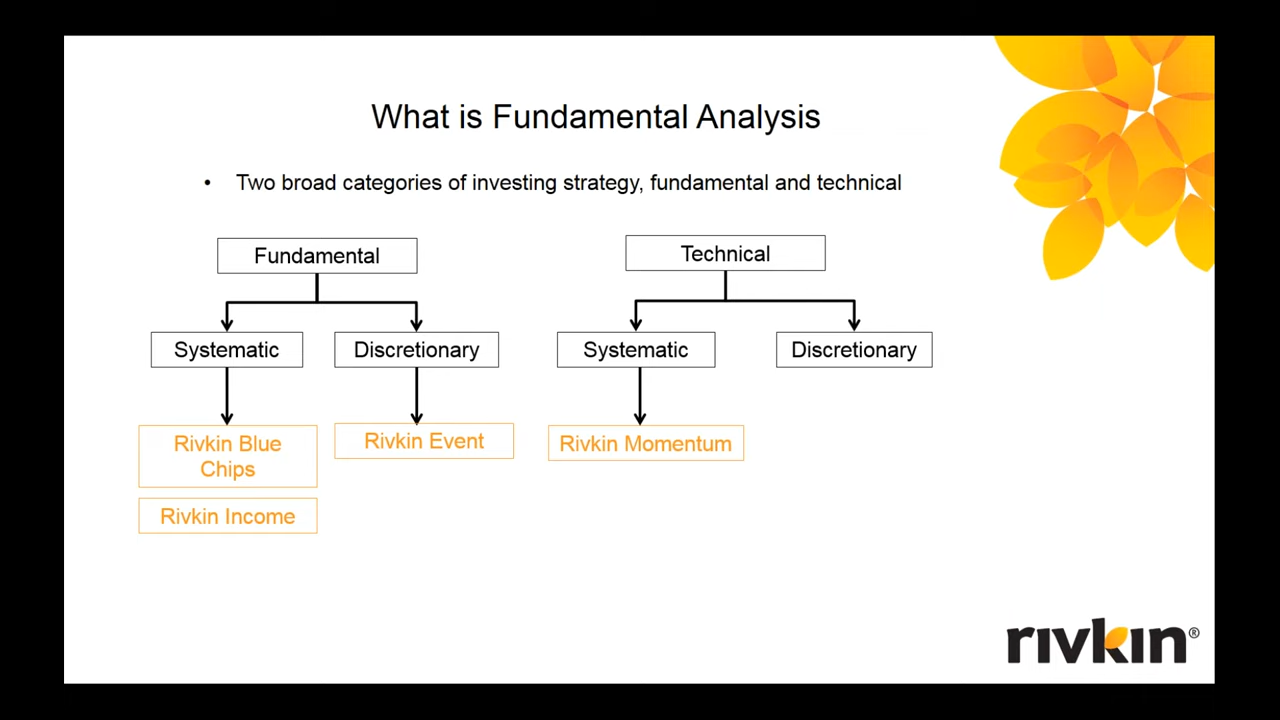 What is Fundamental Analysis
• Two broad categories of investing strategy, fundamental and technical
Fundamental
Technical
Systematic
Discretionary
Systematic
Discretionary
Rivkin Blue
Chips
Rivkin Event
Rivkin Momentum
Rivkin Income
rivkin®